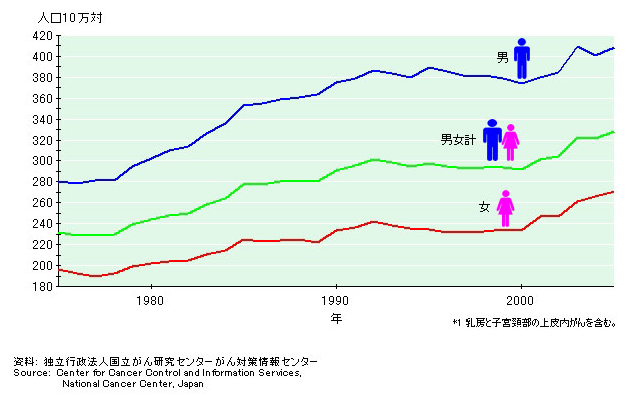 人口10万対
420
400
380
360
340
320
300
280
260
240
220
200
180
男
男女計
女
1980
1990
2000
年
*1 乳房と子宮頸部の上皮内がんを含む。
資料: 独立行政法人国立がん研究センターがん対策情報センター
Source: Center for Cancer Control and Information Services,
National Cancer Center, Japan